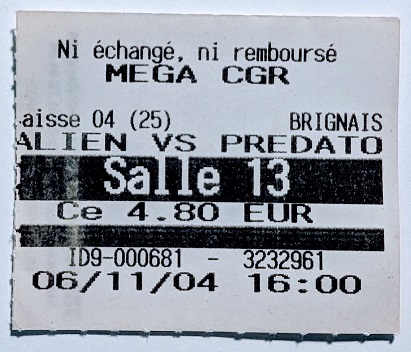 Ni échangé, ni remboursé
MEGA CGR
aisse 04 (25) BRIGNAIS
ALIEN VS PREDATO
Salle 13
Ce 4.80 EUR
ID9-000681 - 3232961
06/11/04 16:00